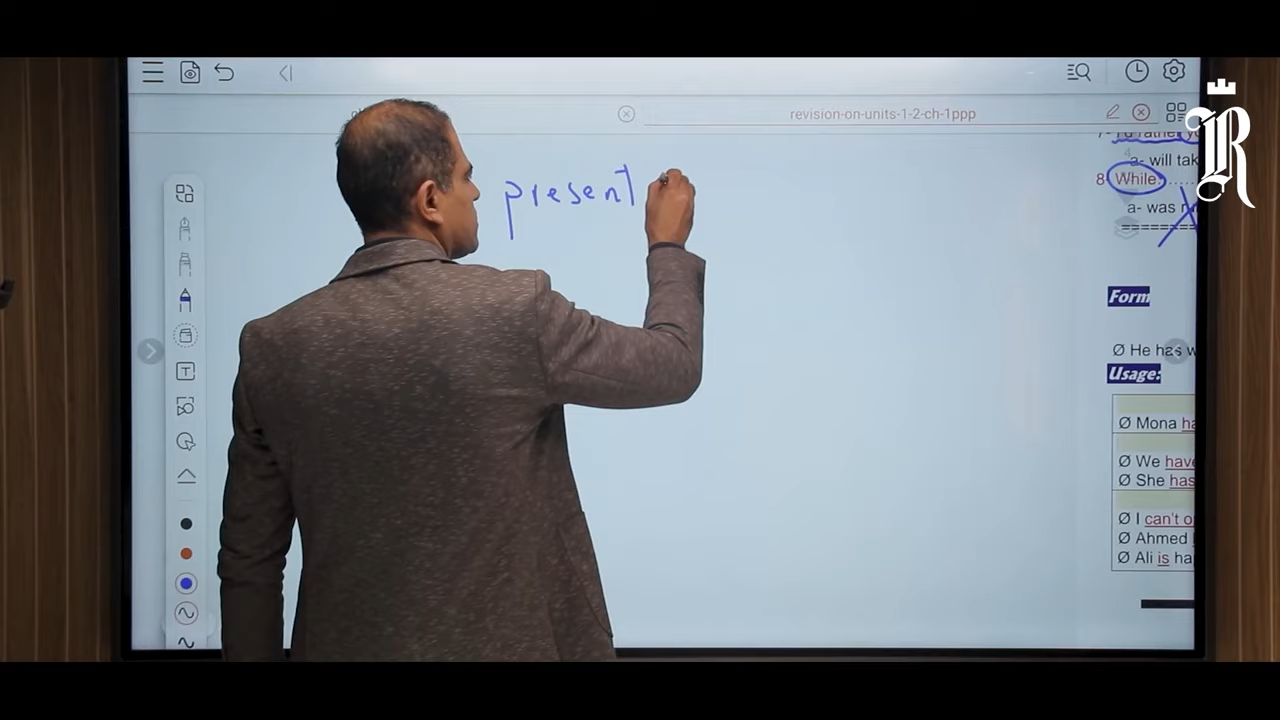 revision-on-units-1-2-ch-1ppp
present
a- will tak
8 While
a- was
Form
Ø He has w
Usage:
Ø Mona ha
Ø We have
Ø She has
Ø I can't o
Ø Ahmed
Ø Ali is ha
R